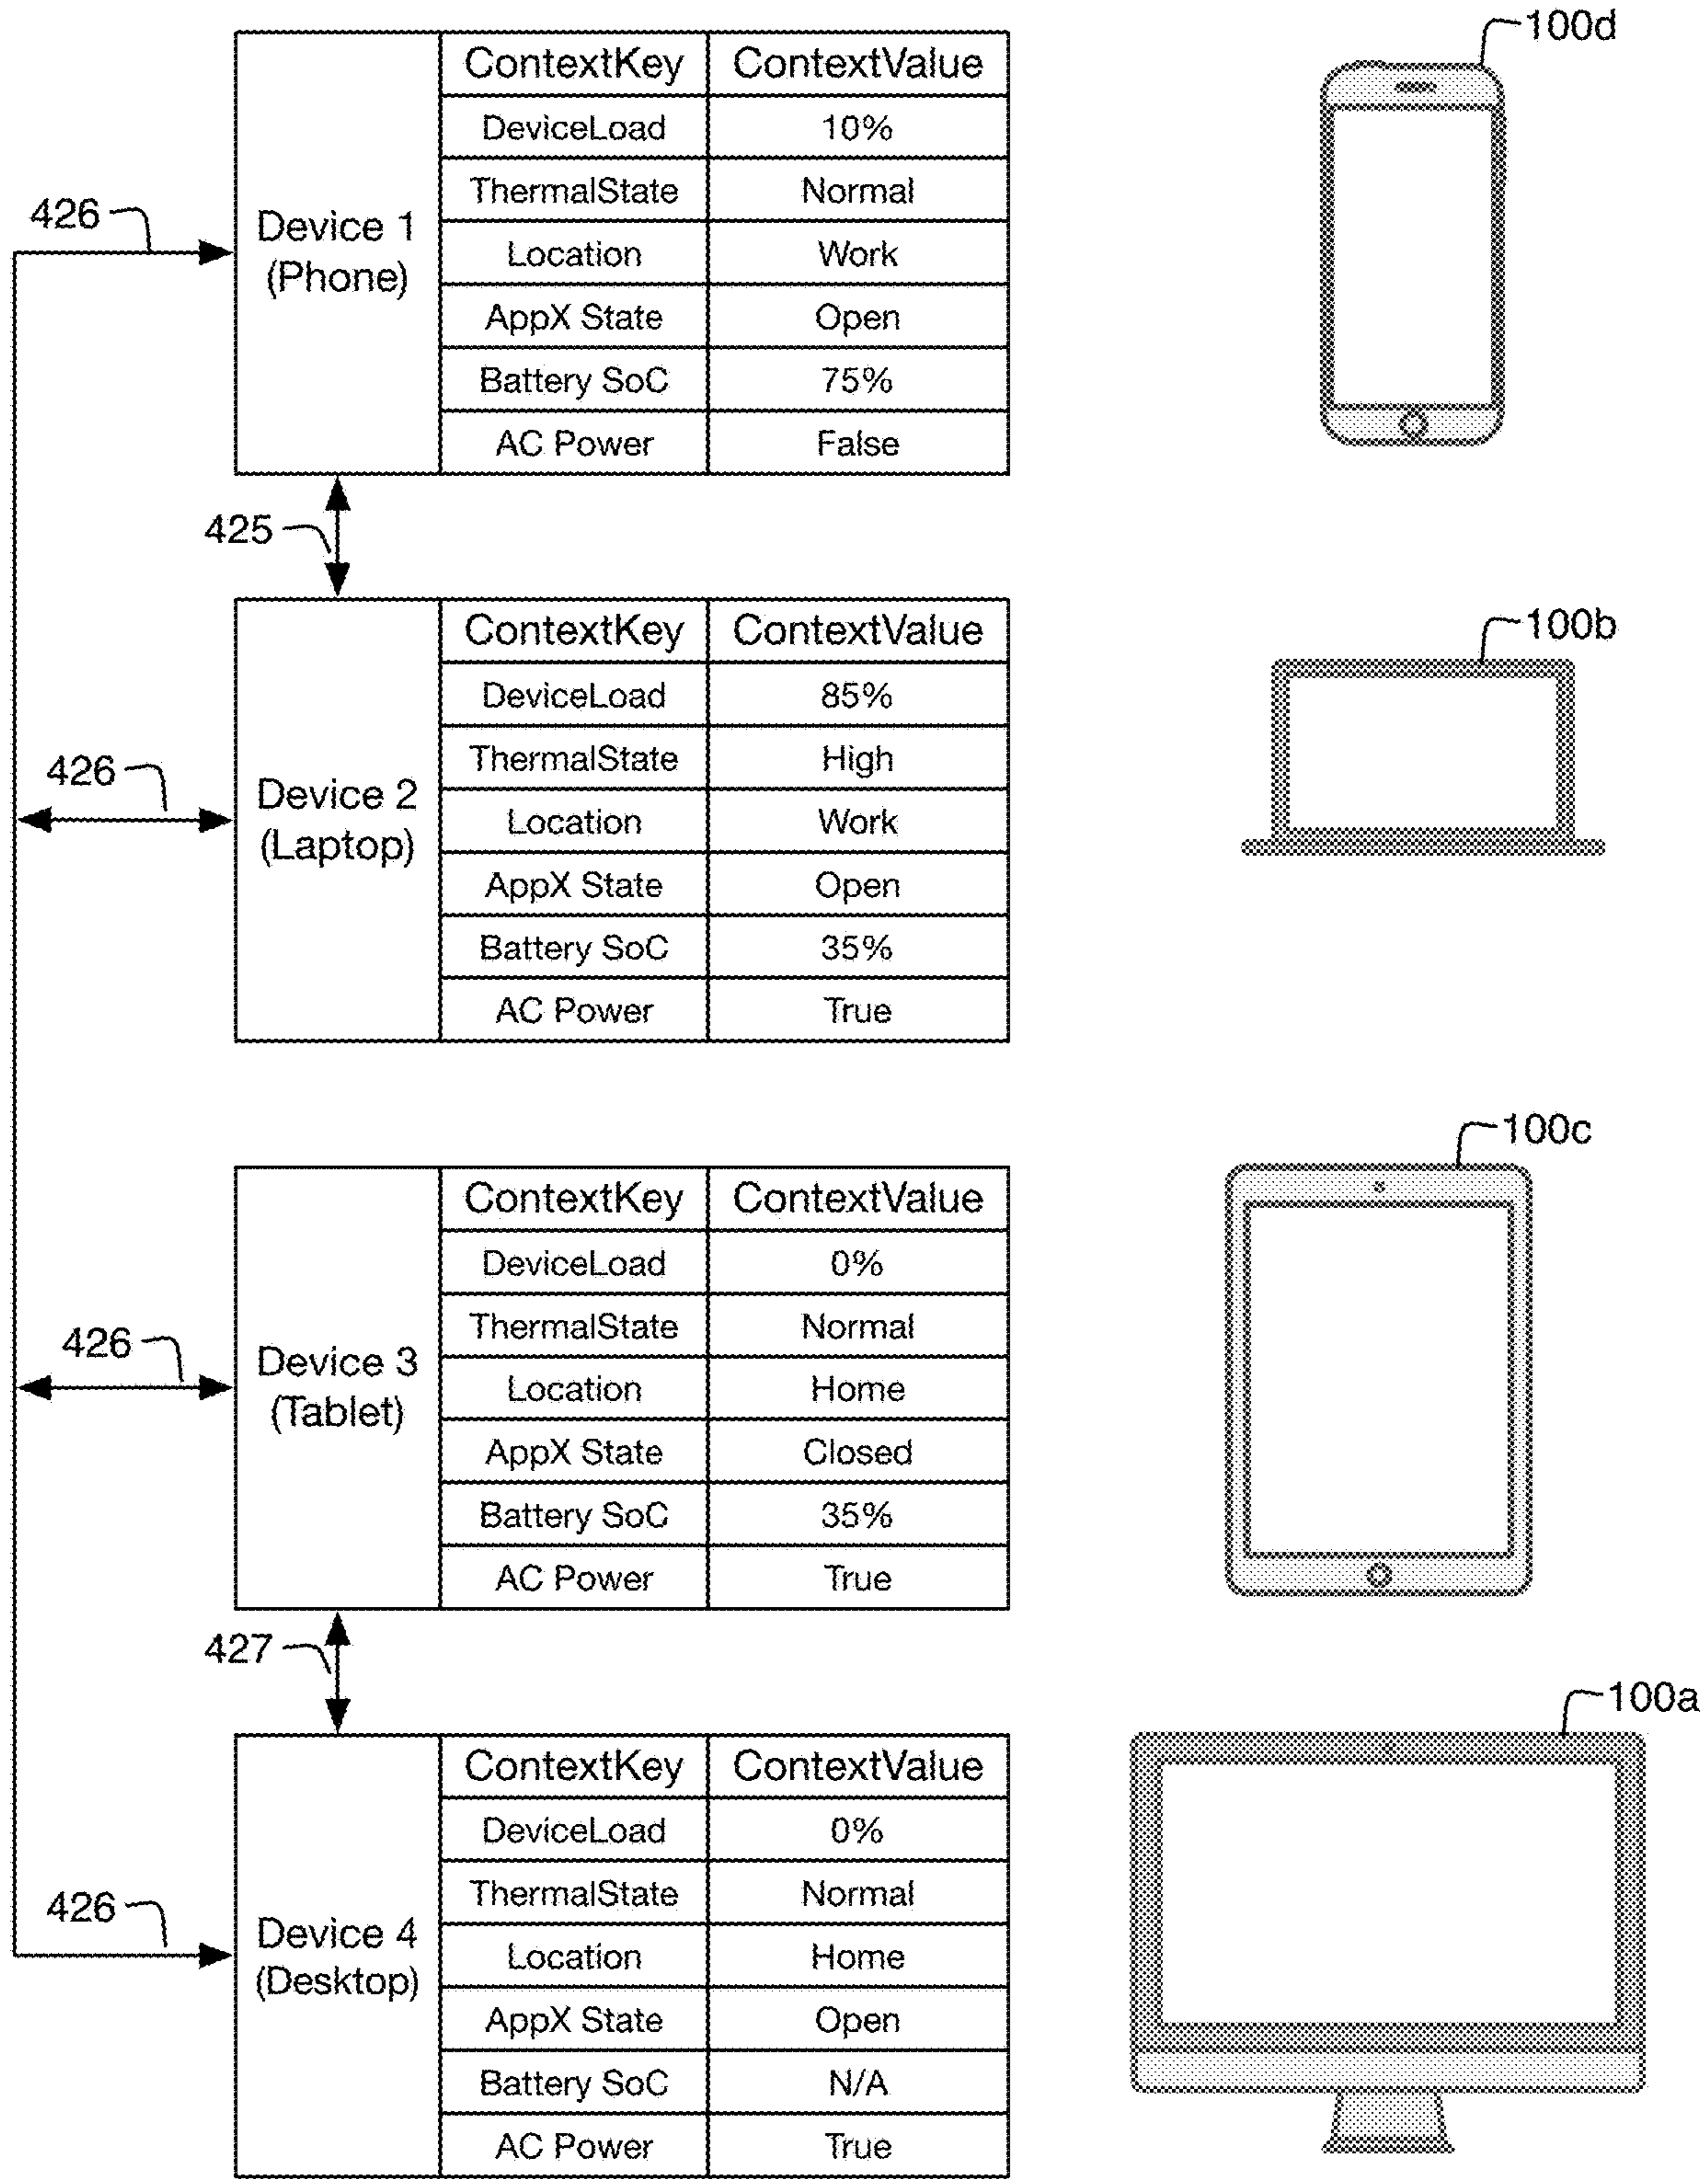 100d
ContextKey ContextValue
DeviceLoad 10%
ThermalState Normal
426
Device 1
(Phone)
Location Work
AppX State Open
Battery SoC 75%
AC Power False
425
100b
ContextKey ContextValue
DeviceLoad 85%
ThermalState High
426
Device 2
(Laptop)
Location Work
AppX State Open
Battery SoC 35%
AC Power True
100c
ContextKey ContextValue
DeviceLoad 0%
ThermalState Normal
426
Device 3
(Tablet)
Location Home
AppX State Closed
Battery SoC 35%
AC Power True
427
100a
ContextKey ContextValue
DeviceLoad 0%
ThermalState Normal
426
Device 4
(Desktop)
Location Home
AppX State Open
Battery SoC N/A
AC Power True